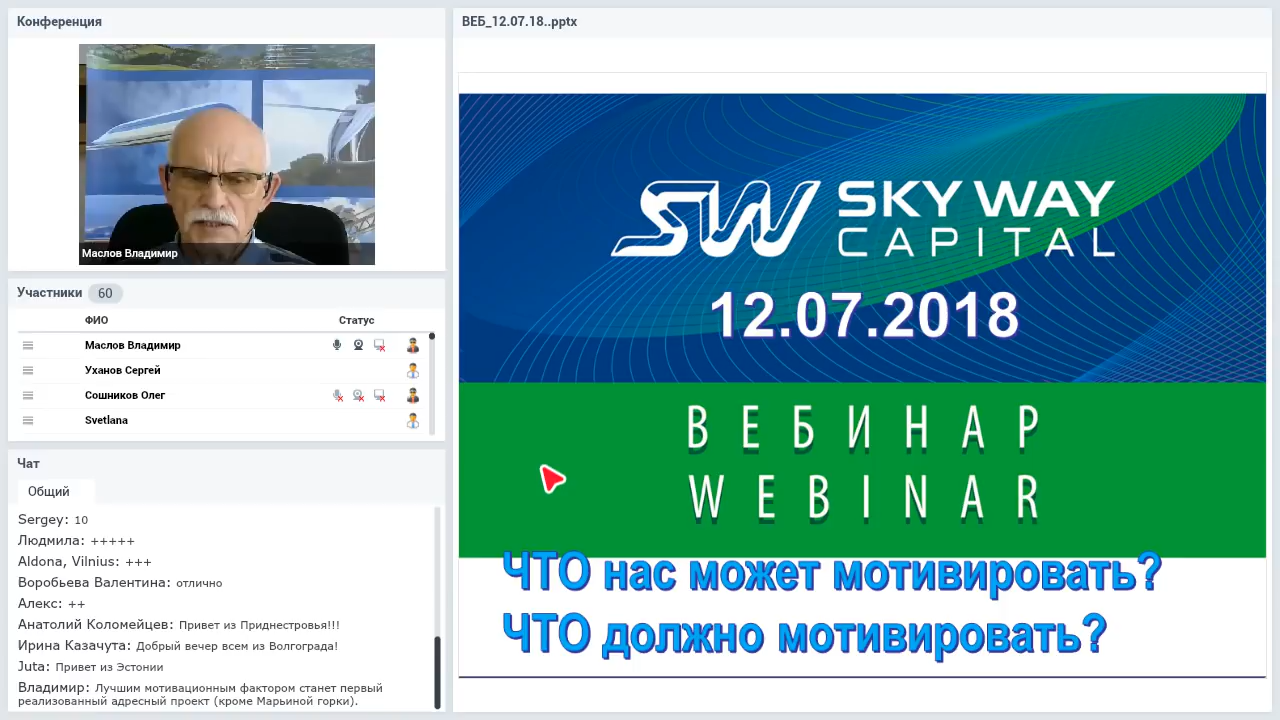 Конференция
Маслов Владимир
Участники 60
ФИО Статус
Маслов Владимир
Уханов Сергей
Сошников Олег
Svetlana
Чат
Общий
Sergey: 10
Людмила: +++++
Aldona, Vilnius: +++
Воробьева Валентина: отлично
Алекс: ++
Анатолий Коломейцев: Привет из Приднестровья!!!
Ирина Казачута: Добрый вечер всем из Волгограда!
Juta: Привет из Эстонии
Владимир: Лучшим мотивационным фактором станет первый
реализованный адресный проект (кроме Марьиной горки).
ВЕБ_12.07.18..pptx
SW SKY WAY
CAPITAL
12.07.2018
ВЕБИНАР
WEBINAR
ЧТО нас может мотивировать?
ЧТО должно мотивировать?